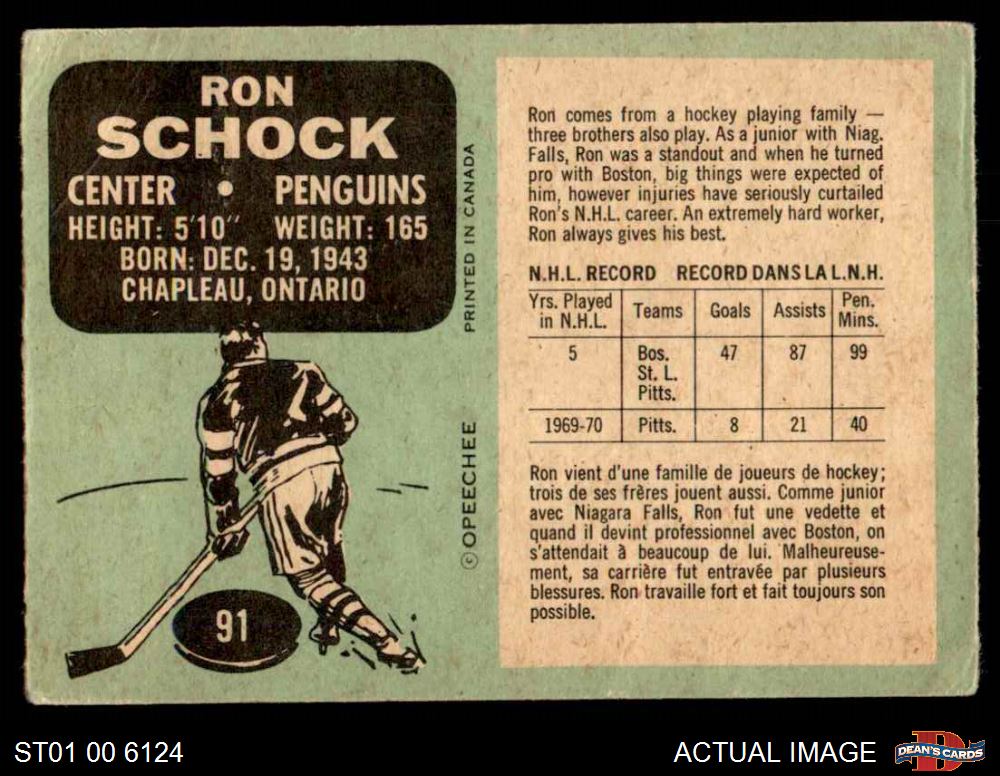 RON
SCHOCK
CENTER • PENGUINS
HEIGHT: 5'10" WEIGHT: 165
BORN: DEC. 19, 1943
CHAPLEAU, ONTARIO
PRINTED IN CANADA
© OPEECHEE
91
Ron comes from a hockey playing family —
three brothers also play. As a junior with Niag.
Falls, Ron was a standout and when he turned
pro with Boston, big things were expected of
him, however injuries have seriously curtailed
Ron's N.H.L. career. An extremely hard worker,
Ron always gives his best.
N.H.L. RECORD RECORD DANS LA L.N.H.
Yrs. Played in N.H.L. Teams Goals Assists Pen. Mins.
5 Bos. 47 87 99
St. L.
Pitts.
1969-70 Pitts. 8 21 40
Ron vient d'une famille de joueurs de hockey;
trois de ses frères jouent aussi. Comme junior
avec Niagara Falls, Ron fut une vedette et
quand il devint professionnel avec Boston, on
s'attendait à beaucoup de lui. Malheureuse-
ment, sa carrière fut entravée par plusieurs
blessures. Ron travaille fort et fait toujours son
possible.
ST01 00 6124
ACTUAL IMAGE
DEAN'S CARDS